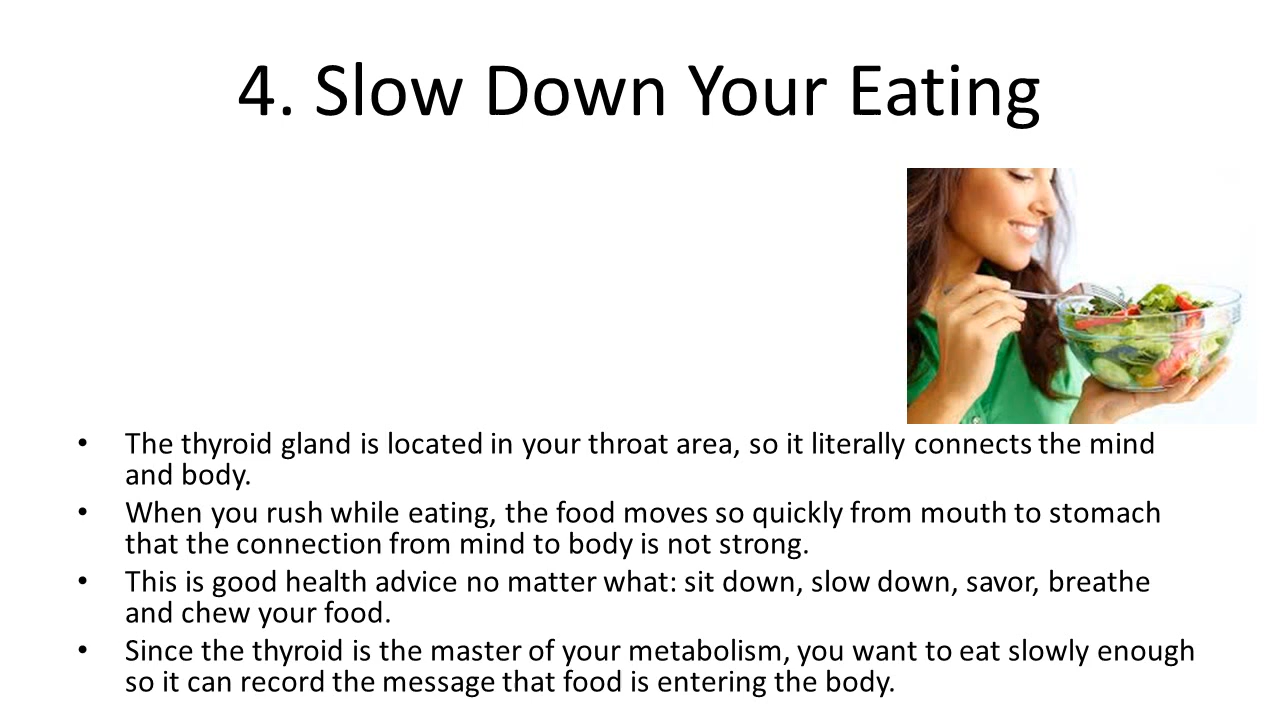 4. Slow Down Your Eating
• The thyroid gland is located in your throat area, so it literally connects the mind
and body.
• When you rush while eating, the food moves so quickly from mouth to stomach
that the connection from mind to body is not strong.
• This is good health advice no matter what: sit down, slow down, savor, breathe
and chew your food.
• Since the thyroid is the master of your metabolism, you want to eat slowly enough
so it can record the message that food is entering the body.